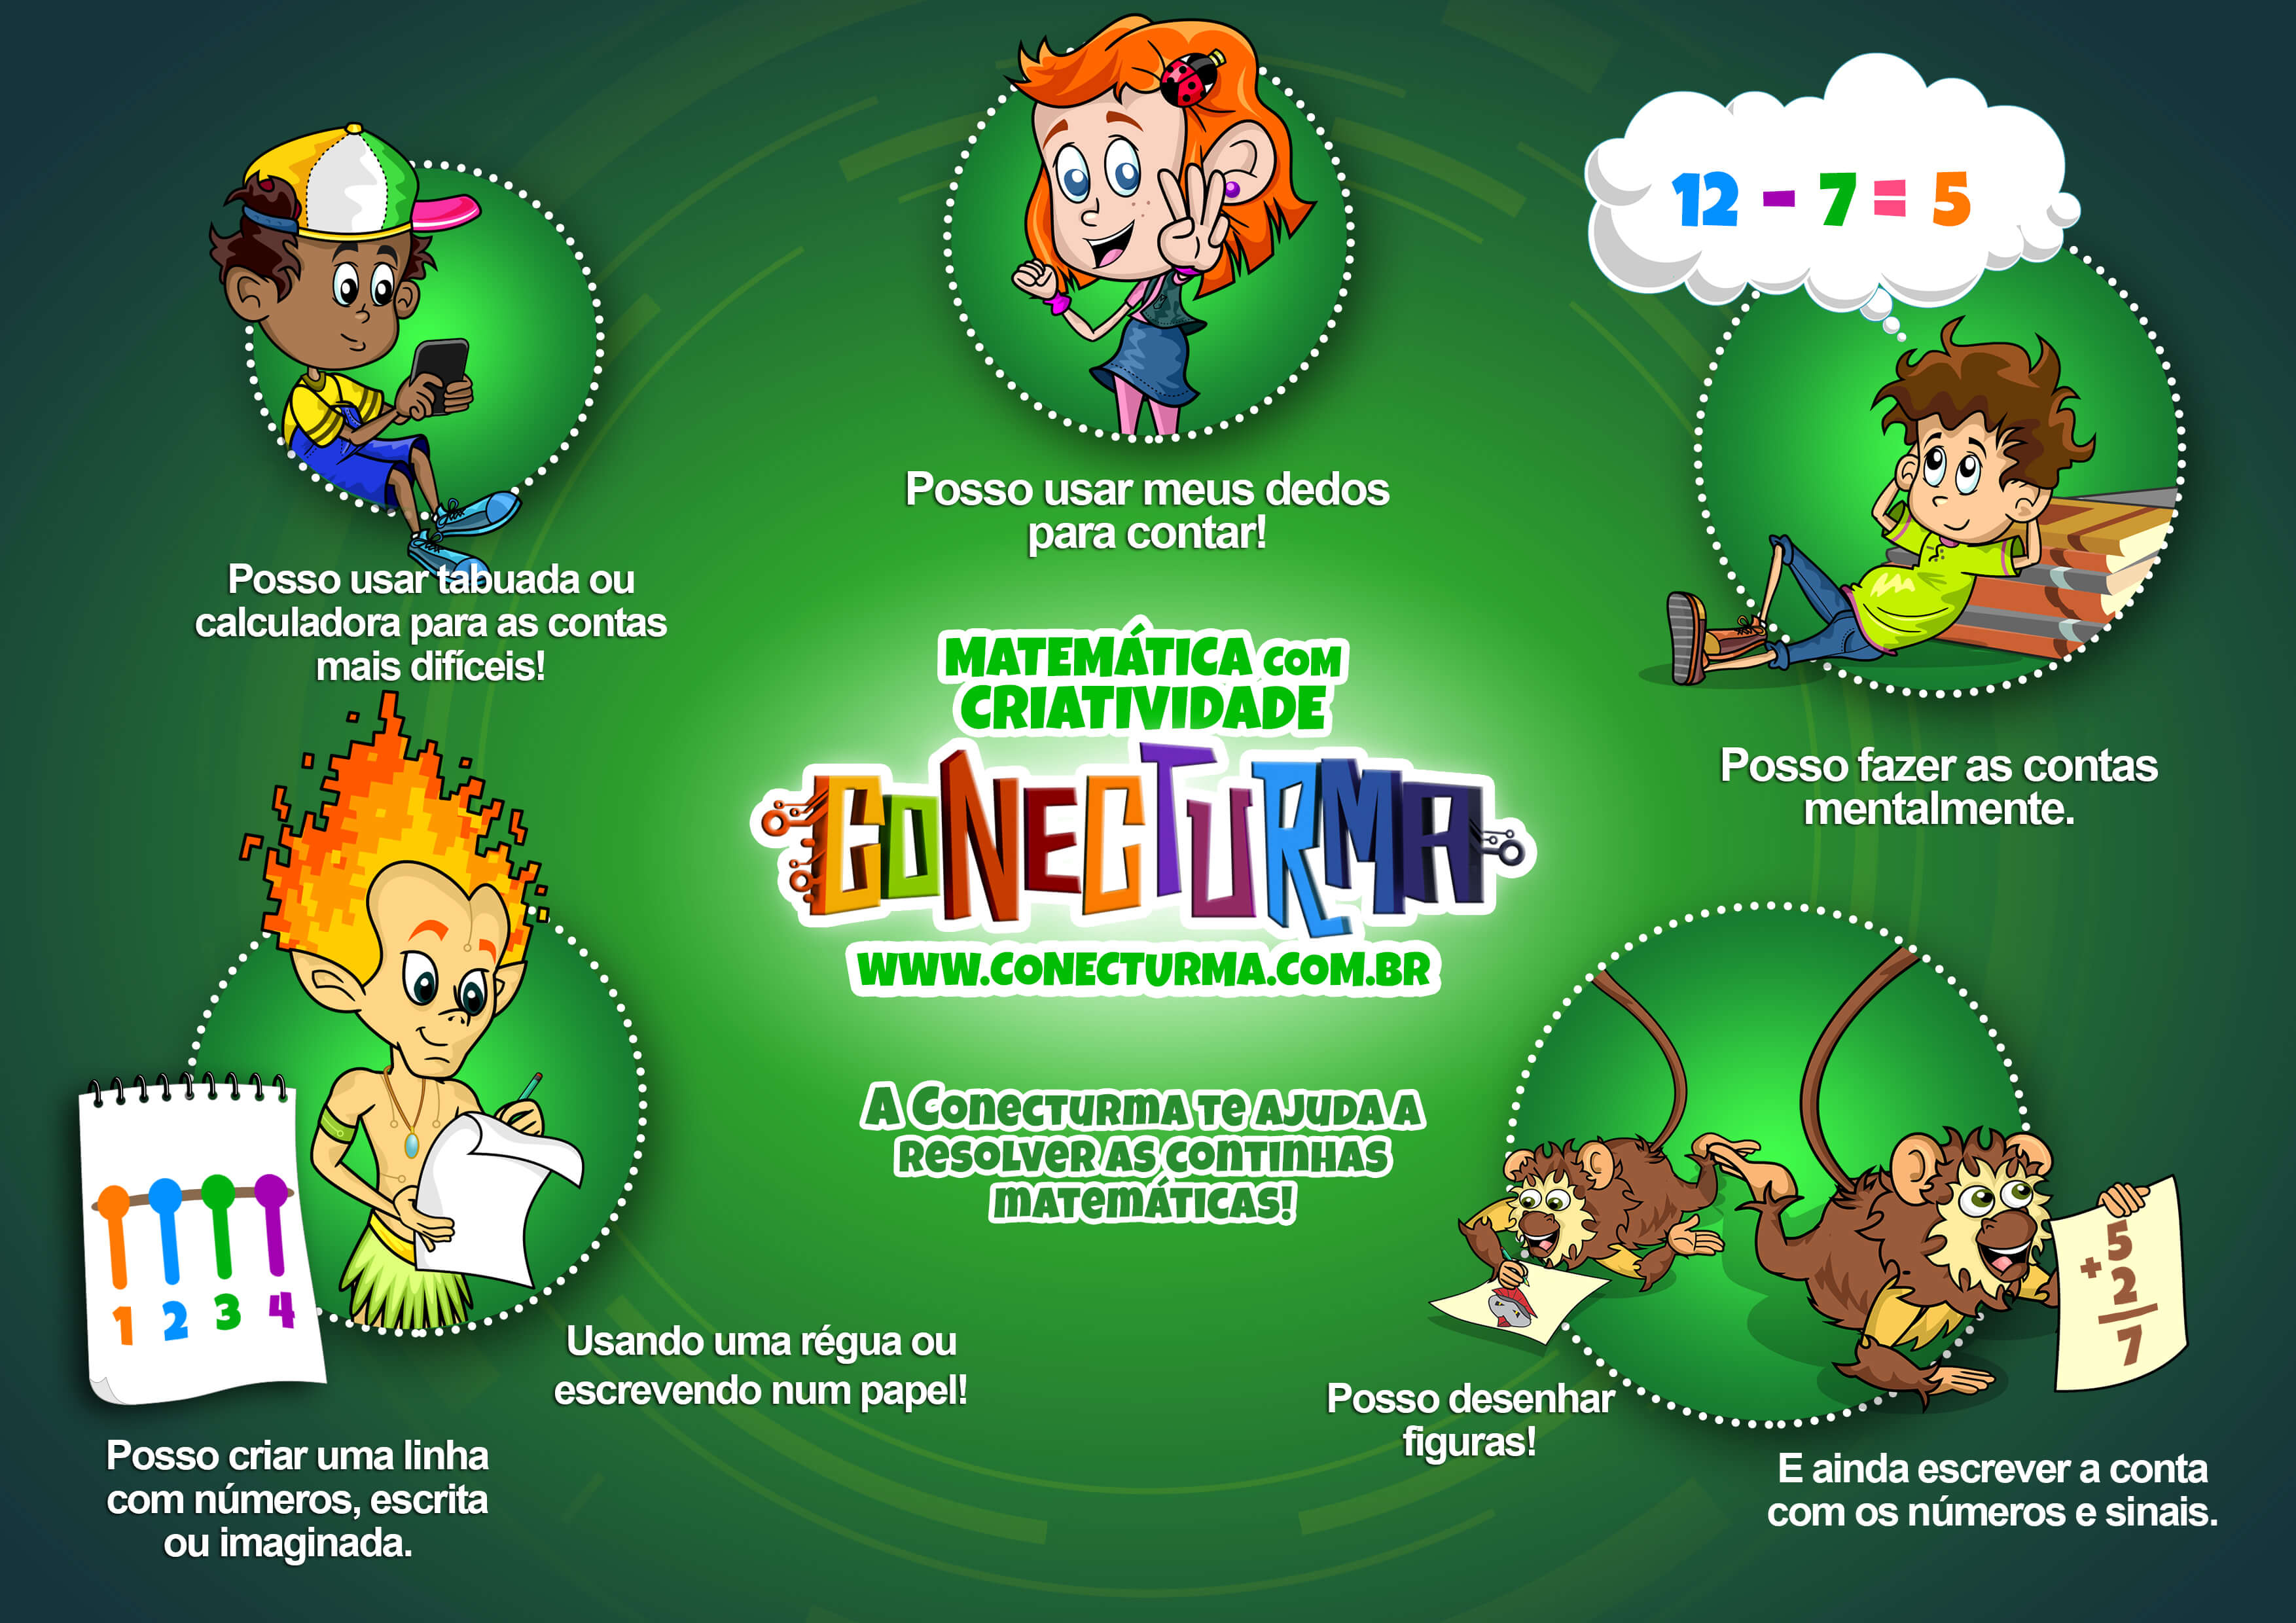 12 - 7 = 5
Posso usar meus dedos
para contar!
Posso usar tabuada ou
calculadora para as contas
mais difíceis!
MATEMÁTICA COM
CRIATIVIDADE
CONECTURMA
WWW.CONECTURMA.COM.BR
Posso fazer as contas
mentalmente.
A Conecturma te ajuda a
resolver as continhas
matemáticas!
1 2 3 4
Usando uma régua ou
escrevendo num papel!
Posso criar uma linha
com números, escrita
ou imaginada.
5
+ 2
7
Posso desenhar
figuras!
E ainda escrever a conta
com os números e sinais.